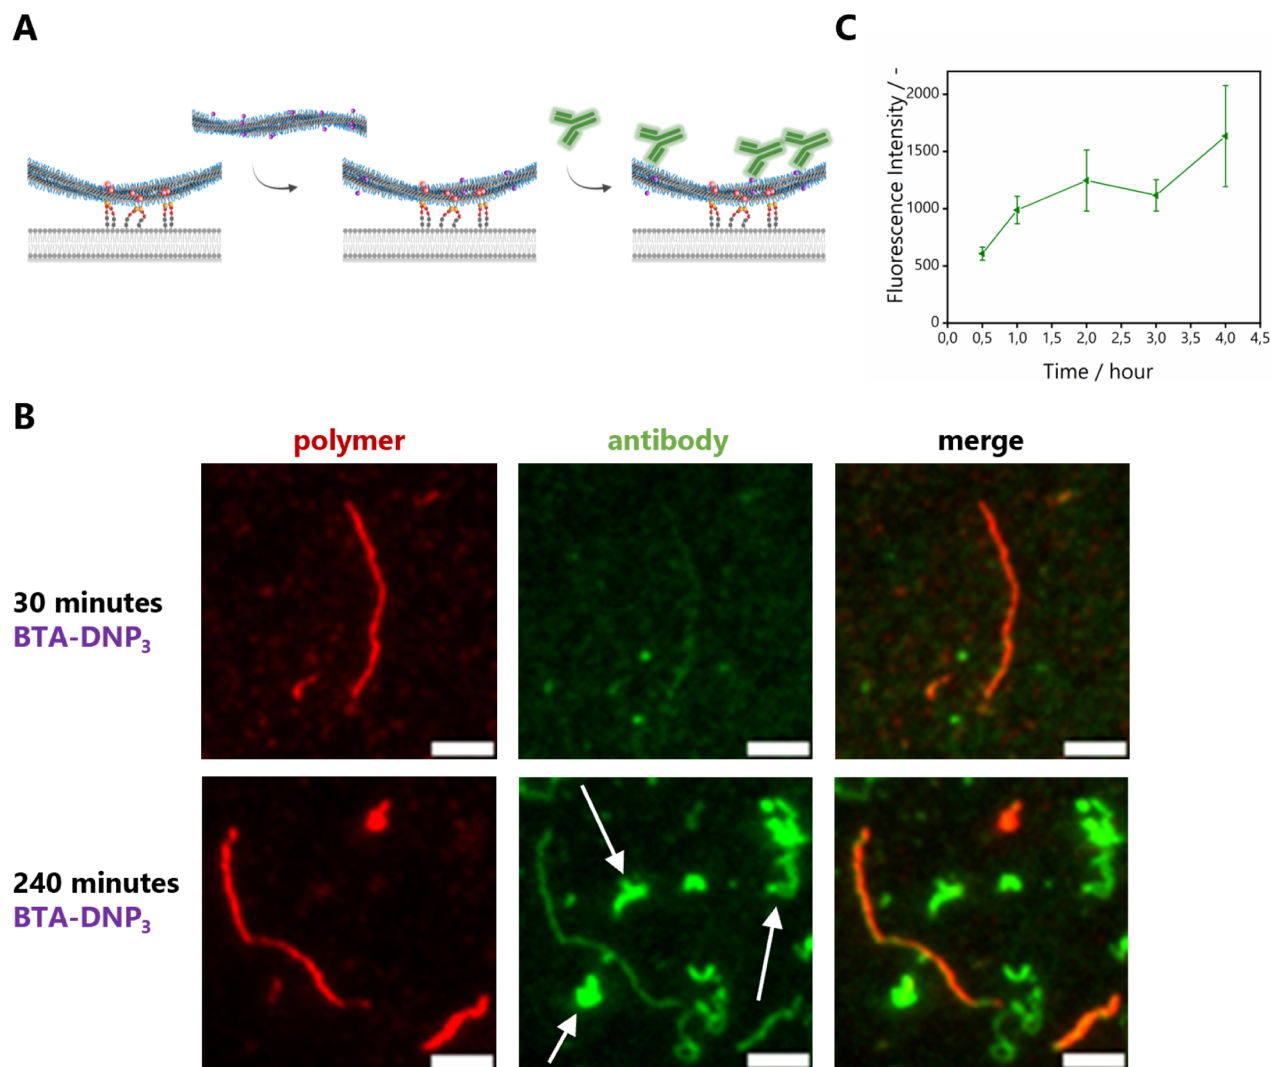 A
C
Fluorescence Intensity / -
2000
1500
1000
500
0
0,0 0,5 1,0 1,5 2,0 2,5 3,0 3,5 4,0 4,5
Time / hour
B
polymer antibody merge
30 minutes
BTA-DNP₃
240 minutes
BTA-DNP₃